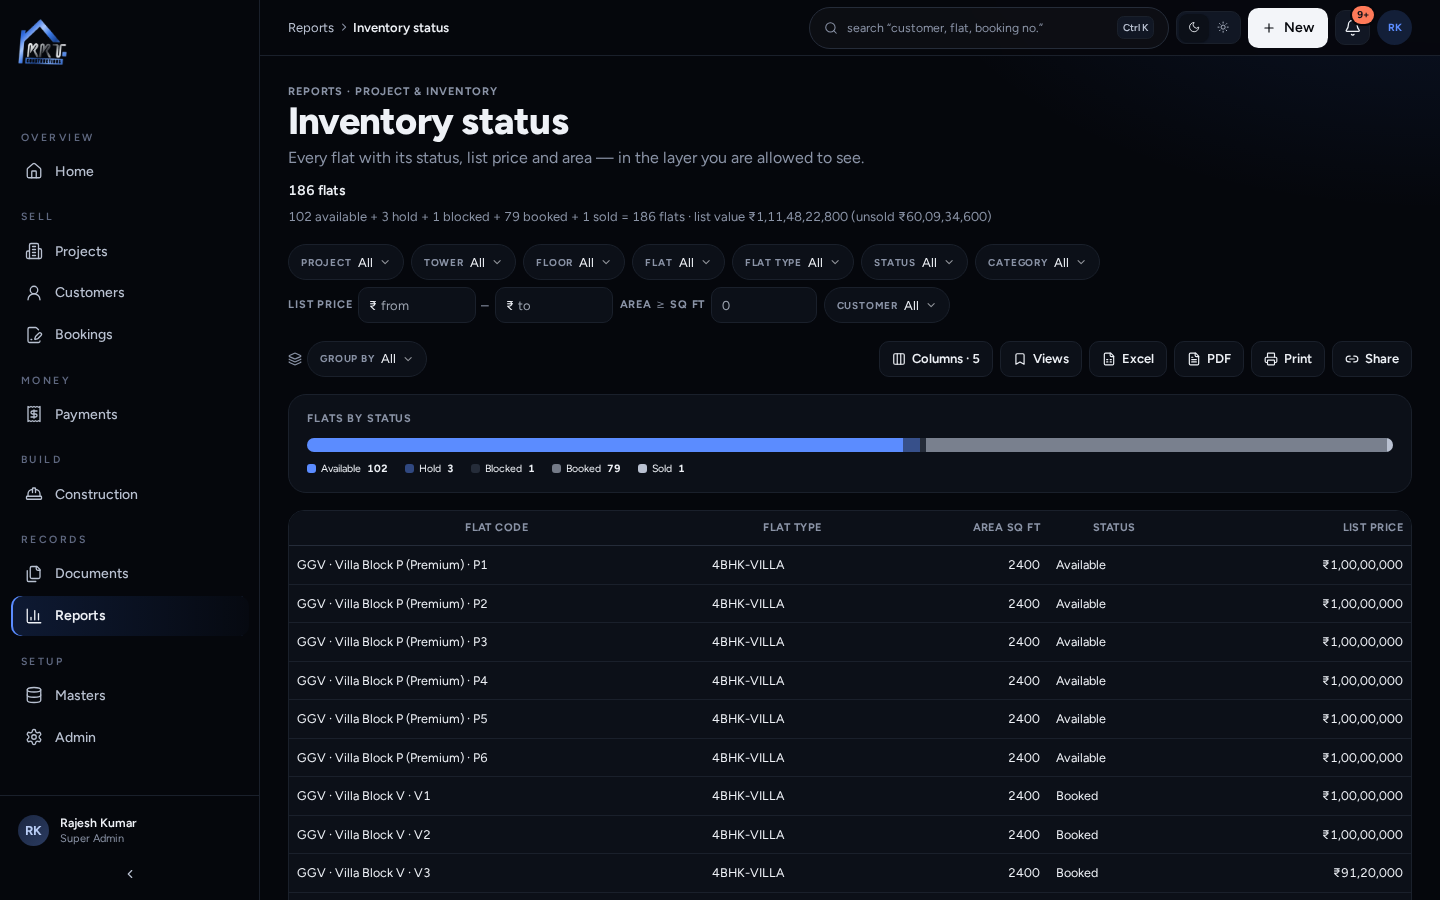 RKT
Reports > Inventory status
search “customer, flat, booking no.”
Ctrl K
+ New
9+
RK
OVERVIEW
Home
SELL
Projects
Customers
Bookings
MONEY
Payments
BUILD
Construction
RECORDS
Documents
Reports
SETUP
Masters
Admin
RK
Rajesh Kumar
Super Admin
REPORTS · PROJECT & INVENTORY
Inventory status
Every flat with its status, list price and area — in the layer you are allowed to see.
186 flats
102 available + 3 hold + 1 blocked + 79 booked + 1 sold = 186 flats · list value ₹1,11,48,22,800 (unsold ₹60,09,34,600)
PROJECT All TOWER All FLOOR All FLAT All FLAT TYPE All STATUS All CATEGORY All
LIST PRICE ₹ from – ₹ to AREA ≥ SQ FT 0 CUSTOMER All
GROUP BY All Columns · 5 Views Excel PDF Print Share
FLATS BY STATUS
Available 102 Hold 3 Blocked 1 Booked 79 Sold 1
FLAT CODE FLAT TYPE AREA SQ FT STATUS LIST PRICE
GGV · Villa Block P (Premium) · P1 4BHK-VILLA 2400 Available ₹1,00,00,000
GGV · Villa Block P (Premium) · P2 4BHK-VILLA 2400 Available ₹1,00,00,000
GGV · Villa Block P (Premium) · P3 4BHK-VILLA 2400 Available ₹1,00,00,000
GGV · Villa Block P (Premium) · P4 4BHK-VILLA 2400 Available ₹1,00,00,000
GGV · Villa Block P (Premium) · P5 4BHK-VILLA 2400 Available ₹1,00,00,000
GGV · Villa Block P (Premium) · P6 4BHK-VILLA 2400 Available ₹1,00,00,000
GGV · Villa Block V · V1 4BHK-VILLA 2400 Booked ₹1,00,00,000
GGV · Villa Block V · V2 4BHK-VILLA 2400 Booked ₹1,00,00,000
GGV · Villa Block V · V3 4BHK-VILLA 2400 Booked ₹91,20,000